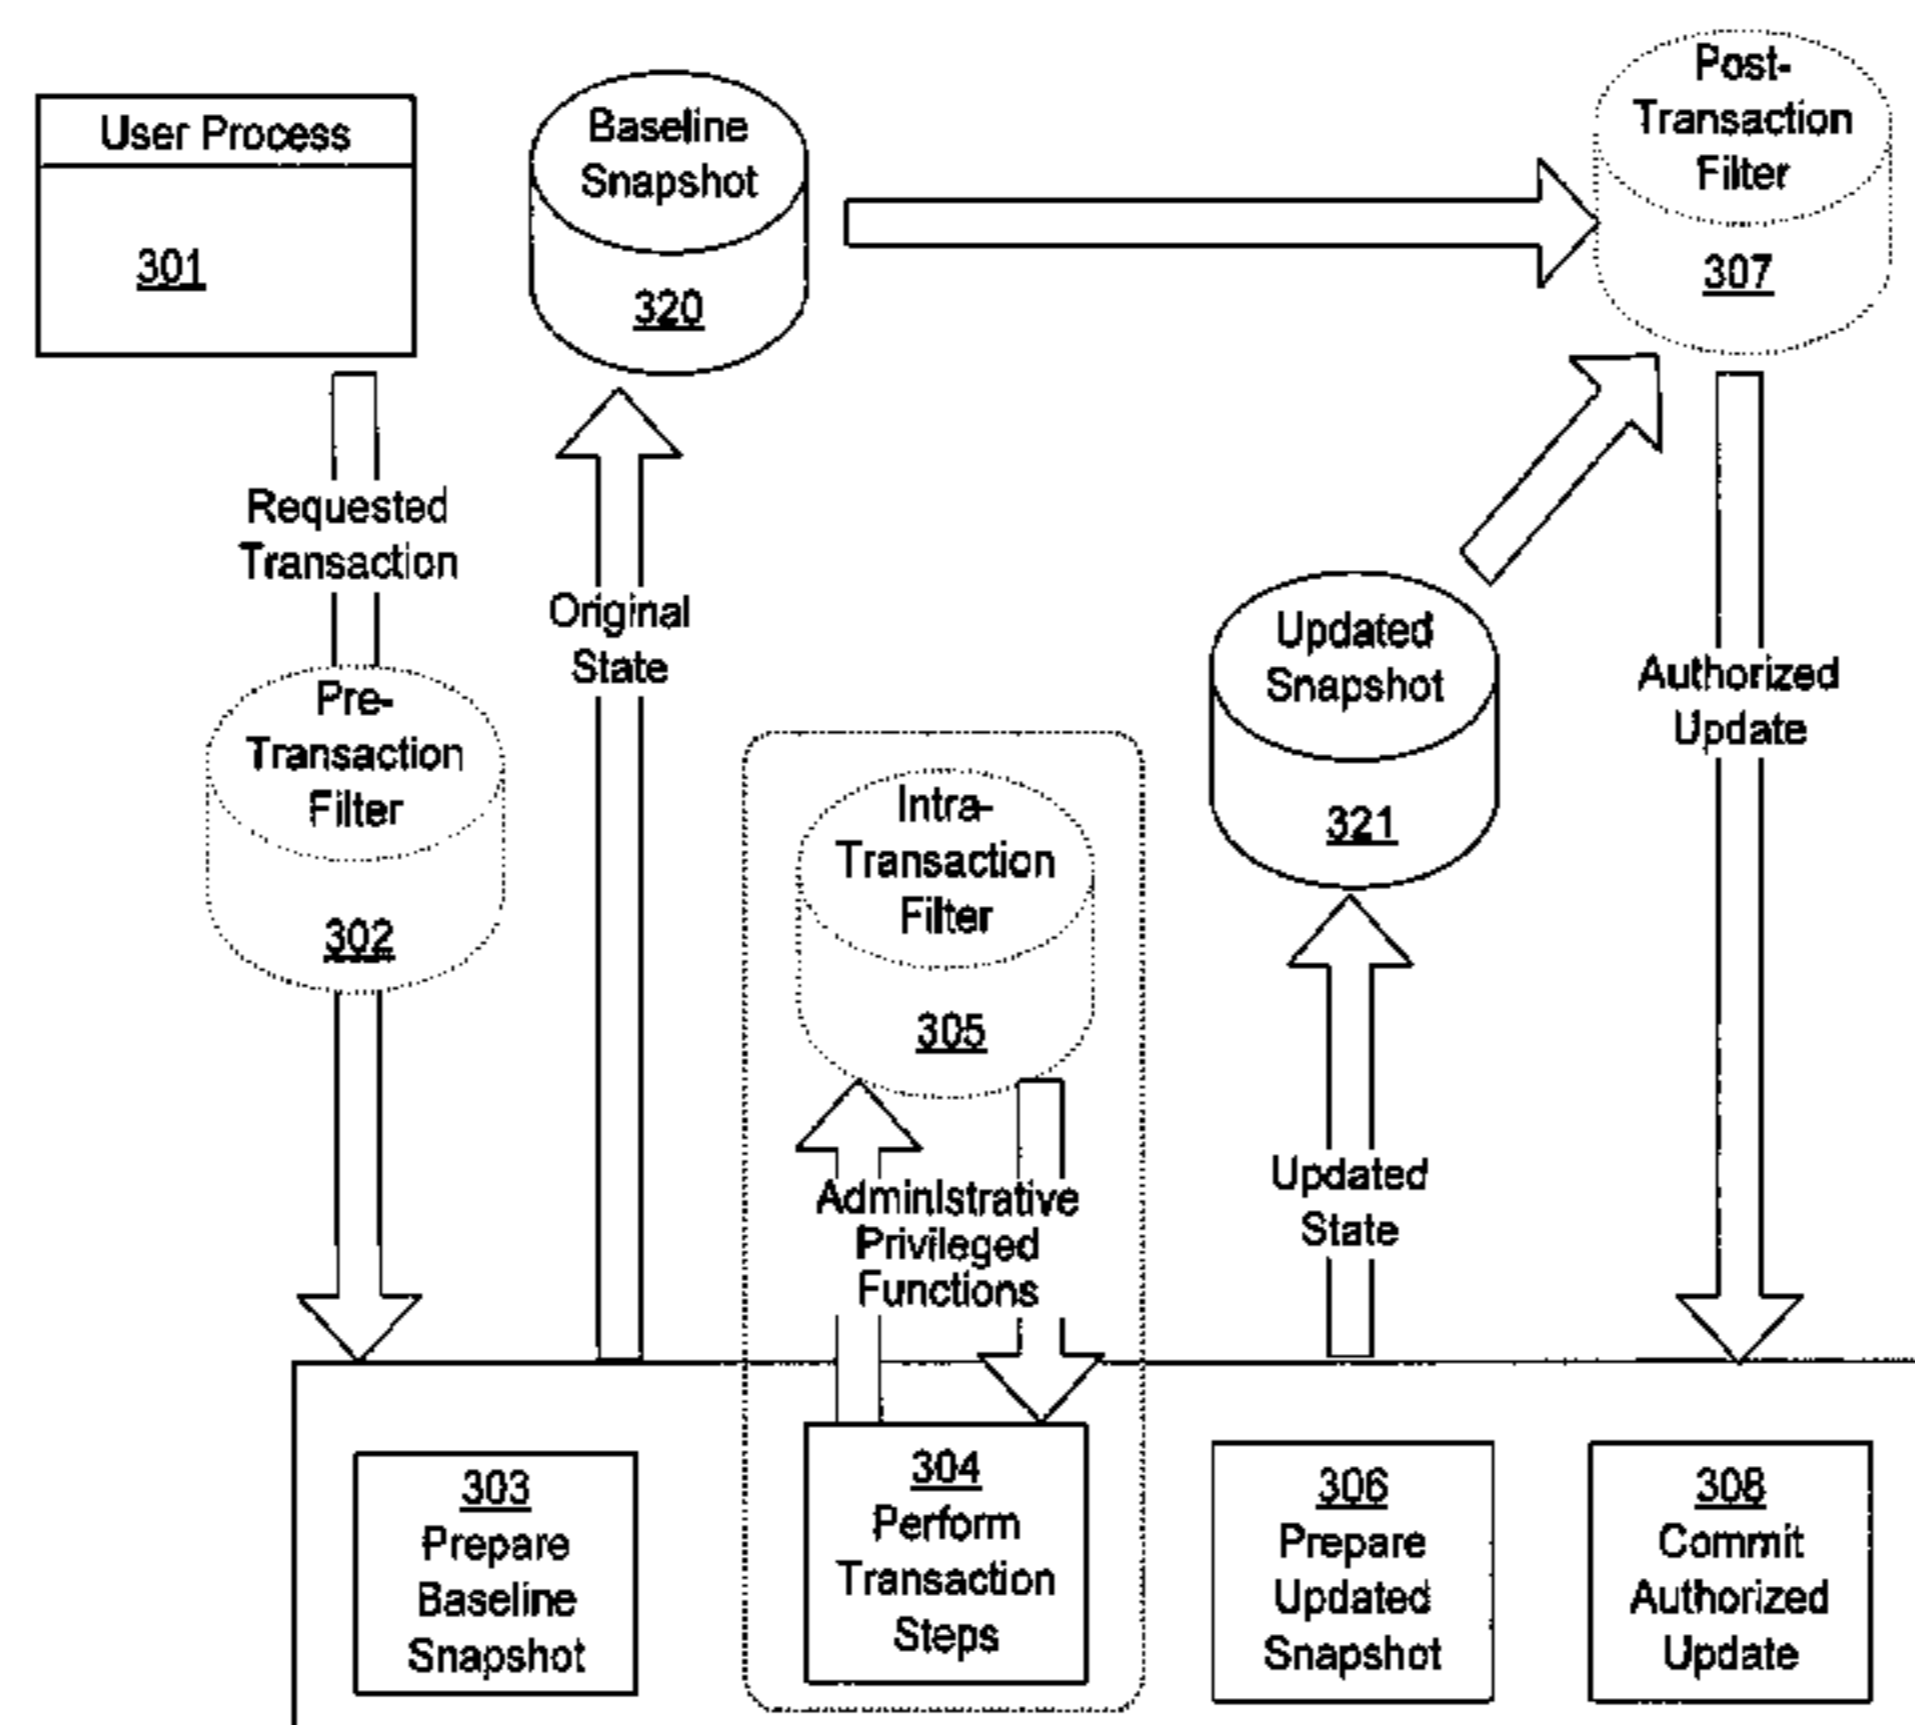 User Process
301
Requested
Transaction
Pre-
Transaction
Filter
302
Baseline
Snapshot
320
Original
State
Intra-
Transaction
Filter
305
Administrative
Privileged
Functions
Updated
Snapshot
321
Updated
State
Post-
Transaction
Filter
307
Authorized
Update
303
Prepare
Baseline
Snapshot
304
Perform
Transaction
Steps
306
Prepare
Updated
Snapshot
308
Commit
Authorized
Update